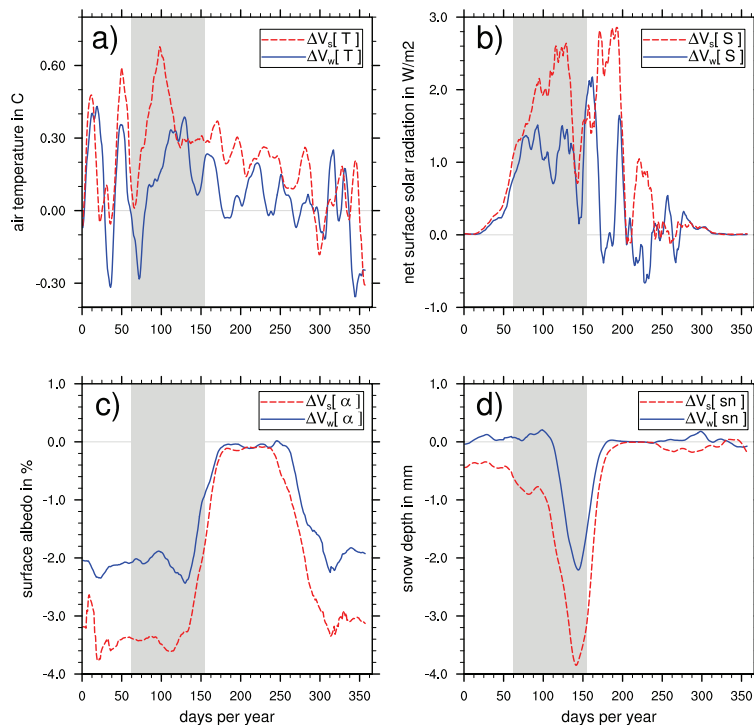 a)
ΔVs[ T ]
ΔVw[ T ]
air temperature in C
0.60
0.30
0.00
-0.30
0 50 100 150 200 250 300 350
b)
ΔVs[ S ]
ΔVw[ S ]
net surface solar radiation in W/m2
3.0
2.0
1.0
0.0
-1.0
0 50 100 150 200 250 300 350
c)
ΔVs[ α ]
ΔVw[ α ]
surface albedo in %
1.0
0.0
-1.0
-2.0
-3.0
-4.0
0 50 100 150 200 250 300 350
days per year
d)
ΔVs[ sn ]
ΔVw[ sn ]
snow depth in mm
1.0
0.0
-1.0
-2.0
-3.0
-4.0
0 50 100 150 200 250 300 350
days per year